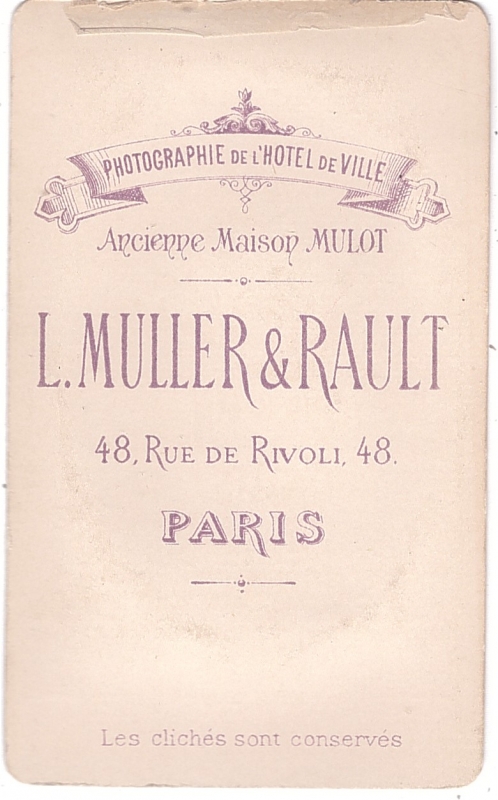 PHOTOGRAPHIE DE L'HOTEL DE VILLE
Ancienne Maison MULOT
L. MULLER & RAULT
48, RUE DE RIVOLI, 48.
PARIS
Les clichés sont conservés